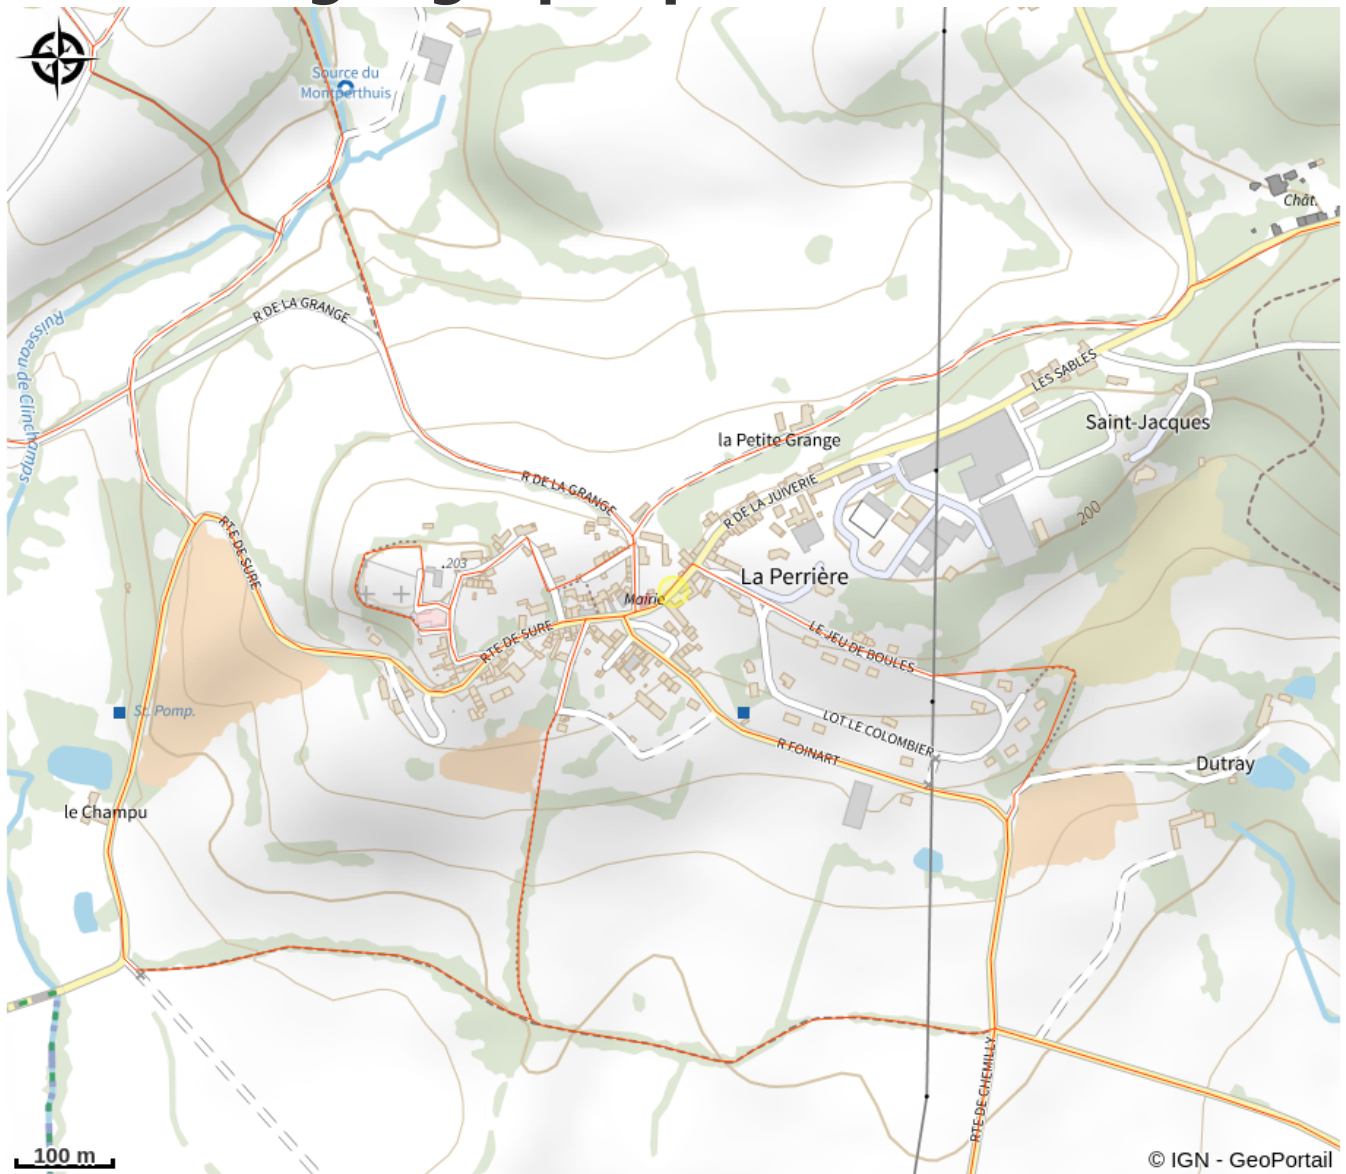 Source du
Montperthuis
Chât.
R DE LA GRANGE
Ruisseau de Clinchamps
LES SABLES
Saint-Jacques
la Petite Grange
R DE LA GRANGE
R DE LA JUIVERIE
200
RTE DE SURE
.203
La Perrière
Mairie
RTE DE SURE
LE JEU DE BOULES
St. Pomp.
LOT LE COLOMBIER
R FOINART
Dutray
le Champu
RTE DE CHEMILLY
100 m
© IGN - GeoPortail